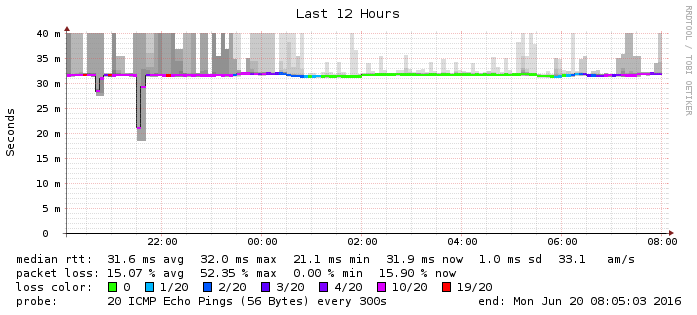 Last 12 Hours
RRDTOOL / TOBI OETIKER
Seconds
40 m
35 m
30 m
25 m
20 m
15 m
10 m
5 m
0
22:00 00:00 02:00 04:00 06:00 08:00
median rtt: 31.6 ms avg 32.0 ms max 21.1 ms min 31.9 ms now 1.0 ms sd 33.1 am/s
packet loss: 15.07 % avg 52.35 % max 0.00 % min 15.90 % now
loss color: 0 1/20 2/20 3/20 4/20 10/20 19/20
probe: 20 ICMP Echo Pings (56 Bytes) every 300s end: Mon Jun 20 08:05:03 2016